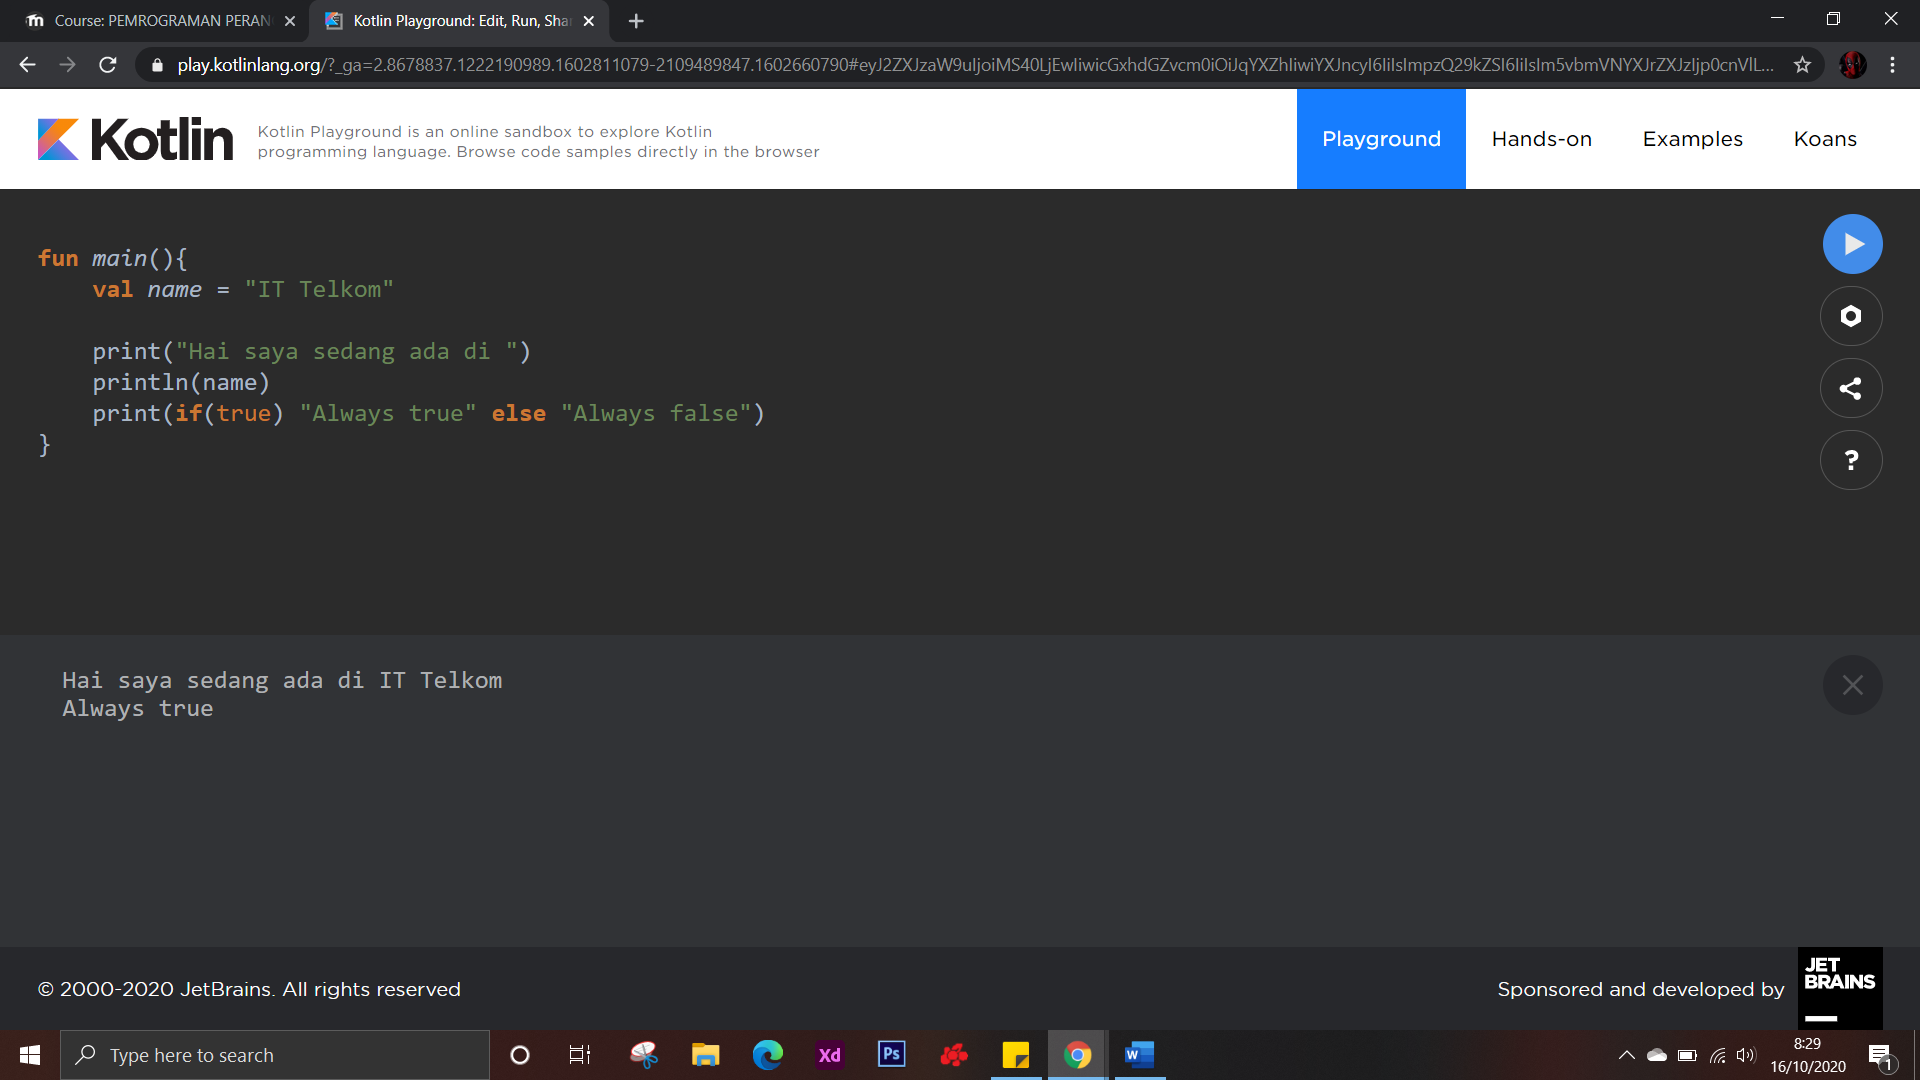 Course: PEMROGRAMAN PERAN
Kotlin Playground: Edit, Run, Sha
play.kotlinlang.org/?_ga=2.8678837.1222190989.1602811079-2109489847.1602660790#eyJ2ZXJzaW9uIjoiMS40LjEwIiwicGxhdGZvcm0iOiJqYXZhIiwiYXJncyI6IiIsImpzQ29kZSI6IiIsIm5vbmVNYXJrZXJzIjp0cnVlL...
Kotlin
Kotlin Playground is an online sandbox to explore Kotlin
programming language. Browse code samples directly in the browser
Playground
Hands-on
Examples
Koans
fun main(){
val name = "IT Telkom"
print("Hai saya sedang ada di ")
println(name)
print(if(true) "Always true" else "Always false")
}
?
Hai saya sedang ada di IT Telkom
Always true
© 2000-2020 JetBrains. All rights reserved
Sponsored and developed by
JET
BRAINS
Type here to search
Xd
Ps
W
8:29
16/10/2020
1